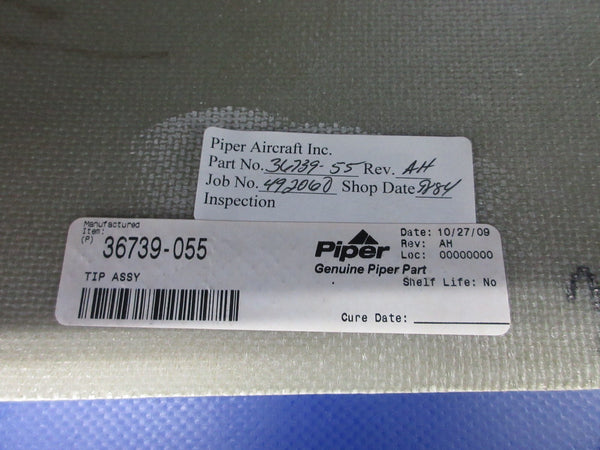 Piper Aircraft Inc.
Part No. 36739-55 Rev. AH
Job No. 492060 Shop Date 9284
Inspection
Manufactured
Item:
(P) 36739-055
TIP ASSY
Piper
Genuine Piper Part
Date: 10/27/09
Rev: AH
Loc: 00000000
Shelf Life: No
Cure Date: